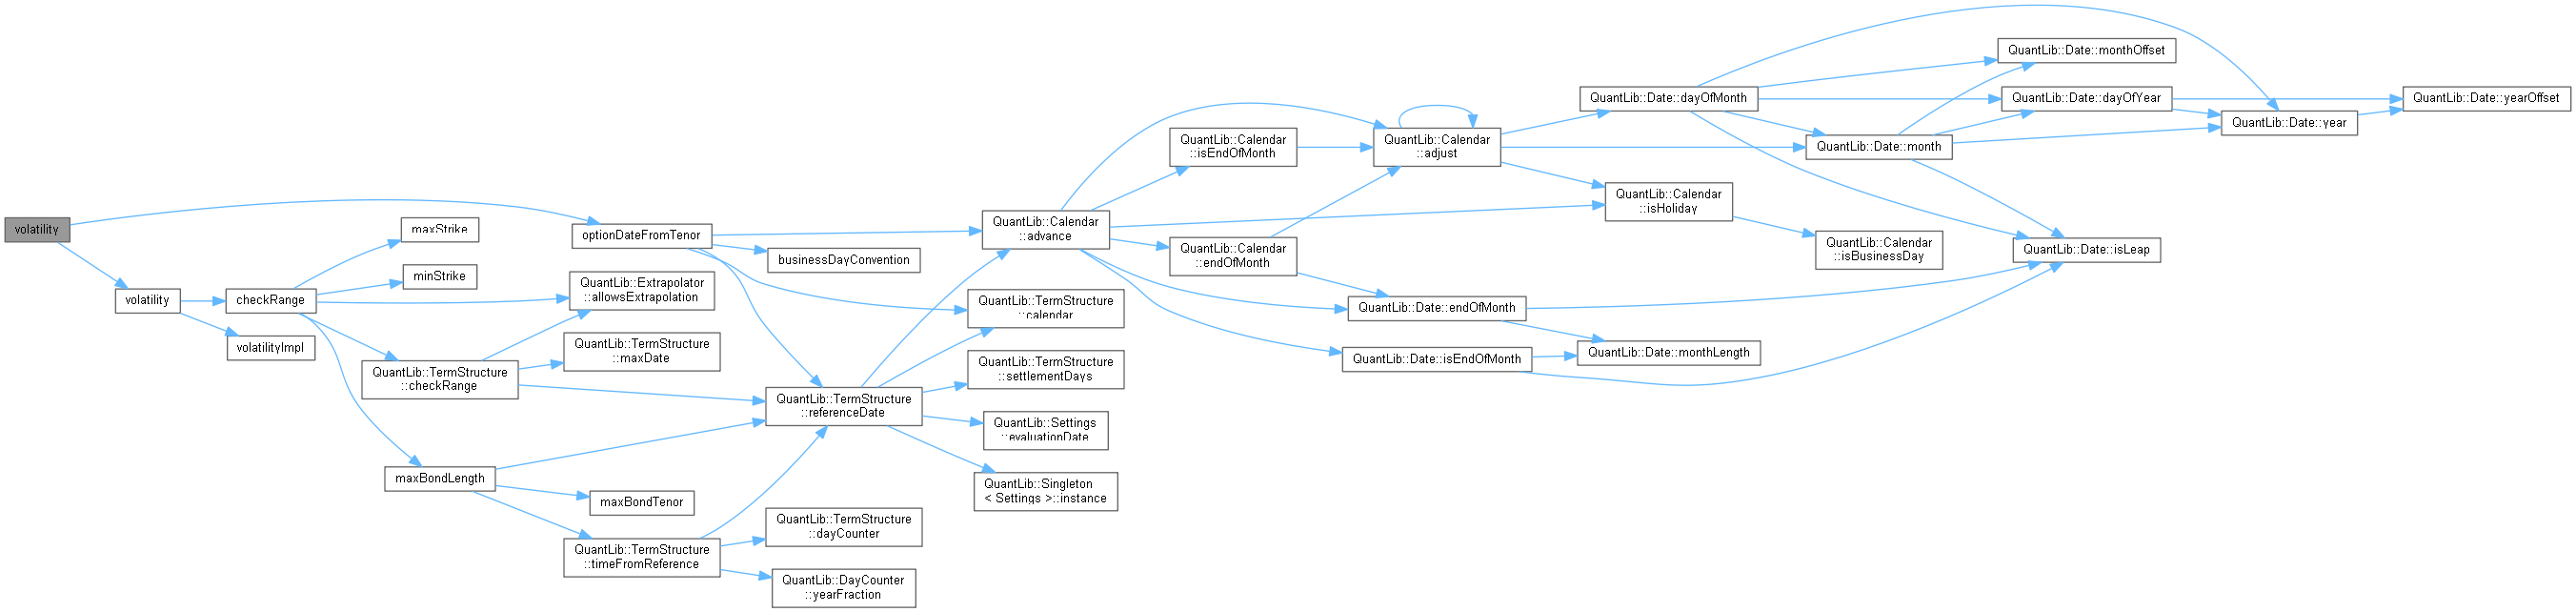 volatility
volatility
maxStrike
minStrike
checkRange
volatilityImpl
QuantLib::TermStructure
::checkRange
maxBondLength
optionDateFromTenor
QuantLib::Extrapolator
::allowsExtrapolation
QuantLib::TermStructure
::maxDate
maxBondTenor
QuantLib::TermStructure
::timeFromReference
businessDayConvention
QuantLib::TermStructure
::referenceDate
QuantLib::TermStructure
::dayCounter
QuantLib::DayCounter
::yearFraction
QuantLib::Calendar
::advance
QuantLib::TermStructure
::calendar
QuantLib::TermStructure
::settlementDays
QuantLib::Settings
::evaluationDate
QuantLib::Singleton
< Settings >::instance
QuantLib::Calendar
::isEndOfMonth
QuantLib::Calendar
::endOfMonth
QuantLib::Date::endOfMonth
QuantLib::Date::isEndOfMonth
QuantLib::Calendar
::adjust
QuantLib::Date::dayOfMonth
QuantLib::Calendar
::isHoliday
QuantLib::Date::monthLength
QuantLib::Date::month
QuantLib::Calendar
::isBusinessDay
QuantLib::Date::monthOffset
QuantLib::Date::dayOfYear
QuantLib::Date::isLeap
QuantLib::Date::year
QuantLib::Date::yearOffset